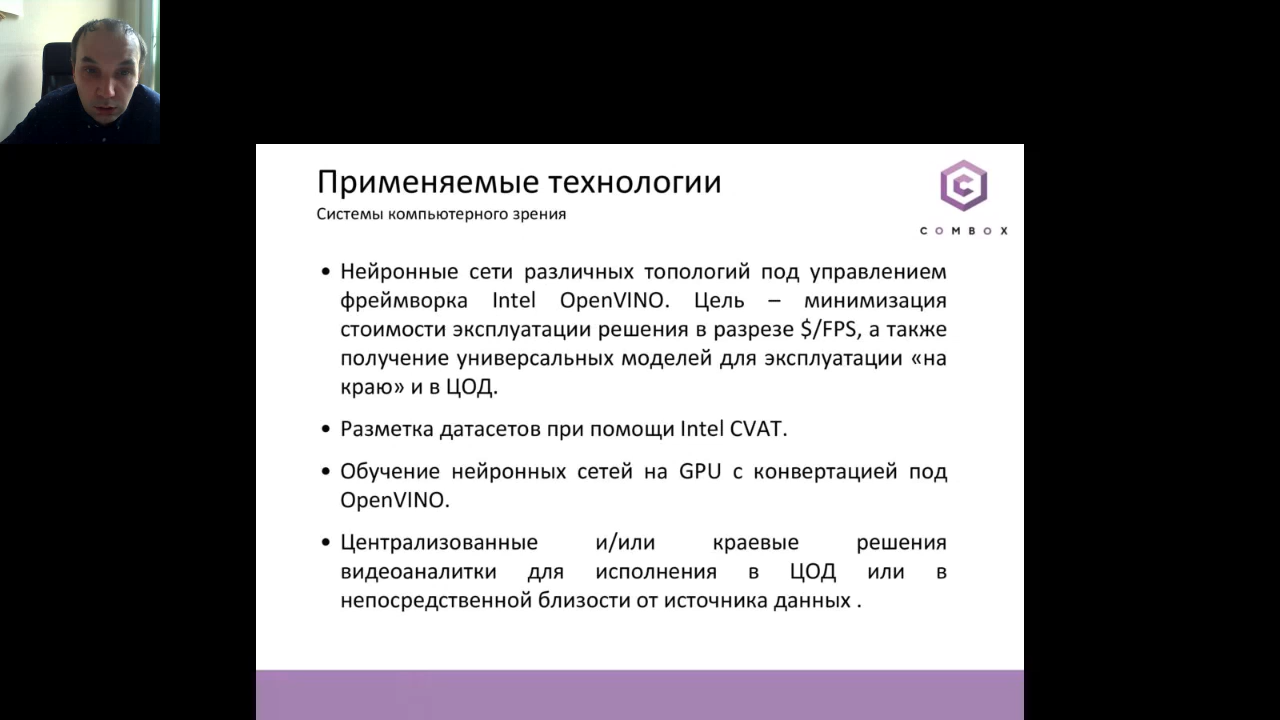 Применяемые технологии
Системы компьютерного зрения
COMBOX
• Нейронные сети различных топологий под управлением
фреймворка Intel OpenVINO. Цель – минимизация
стоимости эксплуатации решения в разрезе $/FPS, а также
получение универсальных моделей для эксплуатации «на
краю» и в ЦОД.
• Разметка датасетов при помощи Intel CVAT.
• Обучение нейронных сетей на GPU с конвертацией под
OpenVINO.
• Централизованные и/или краевые решения
видеоаналитки для исполнения в ЦОД или в
непосредственной близости от источника данных .